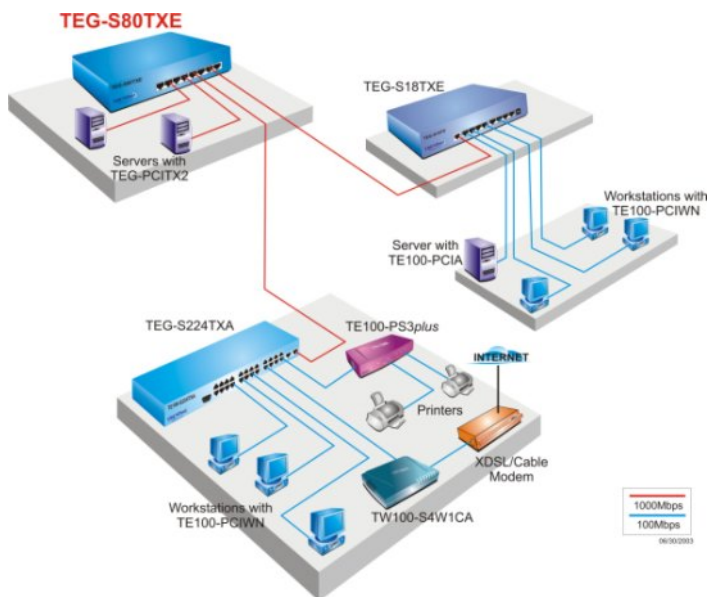 TEG-S80TXE
TEG-S18TXE
Servers with
TEG-PCITX2
Workstations with
TE100-PCIWN
Server with
TE100-PCIA
TEG-S224TXA
TE100-PS3plus
INTERNET
Printers
XDSL/Cable
Modem
Workstations with
TE100-PCIWN
TW100-S4W1CA
1000Mbps
100Mbps
06/30/2003